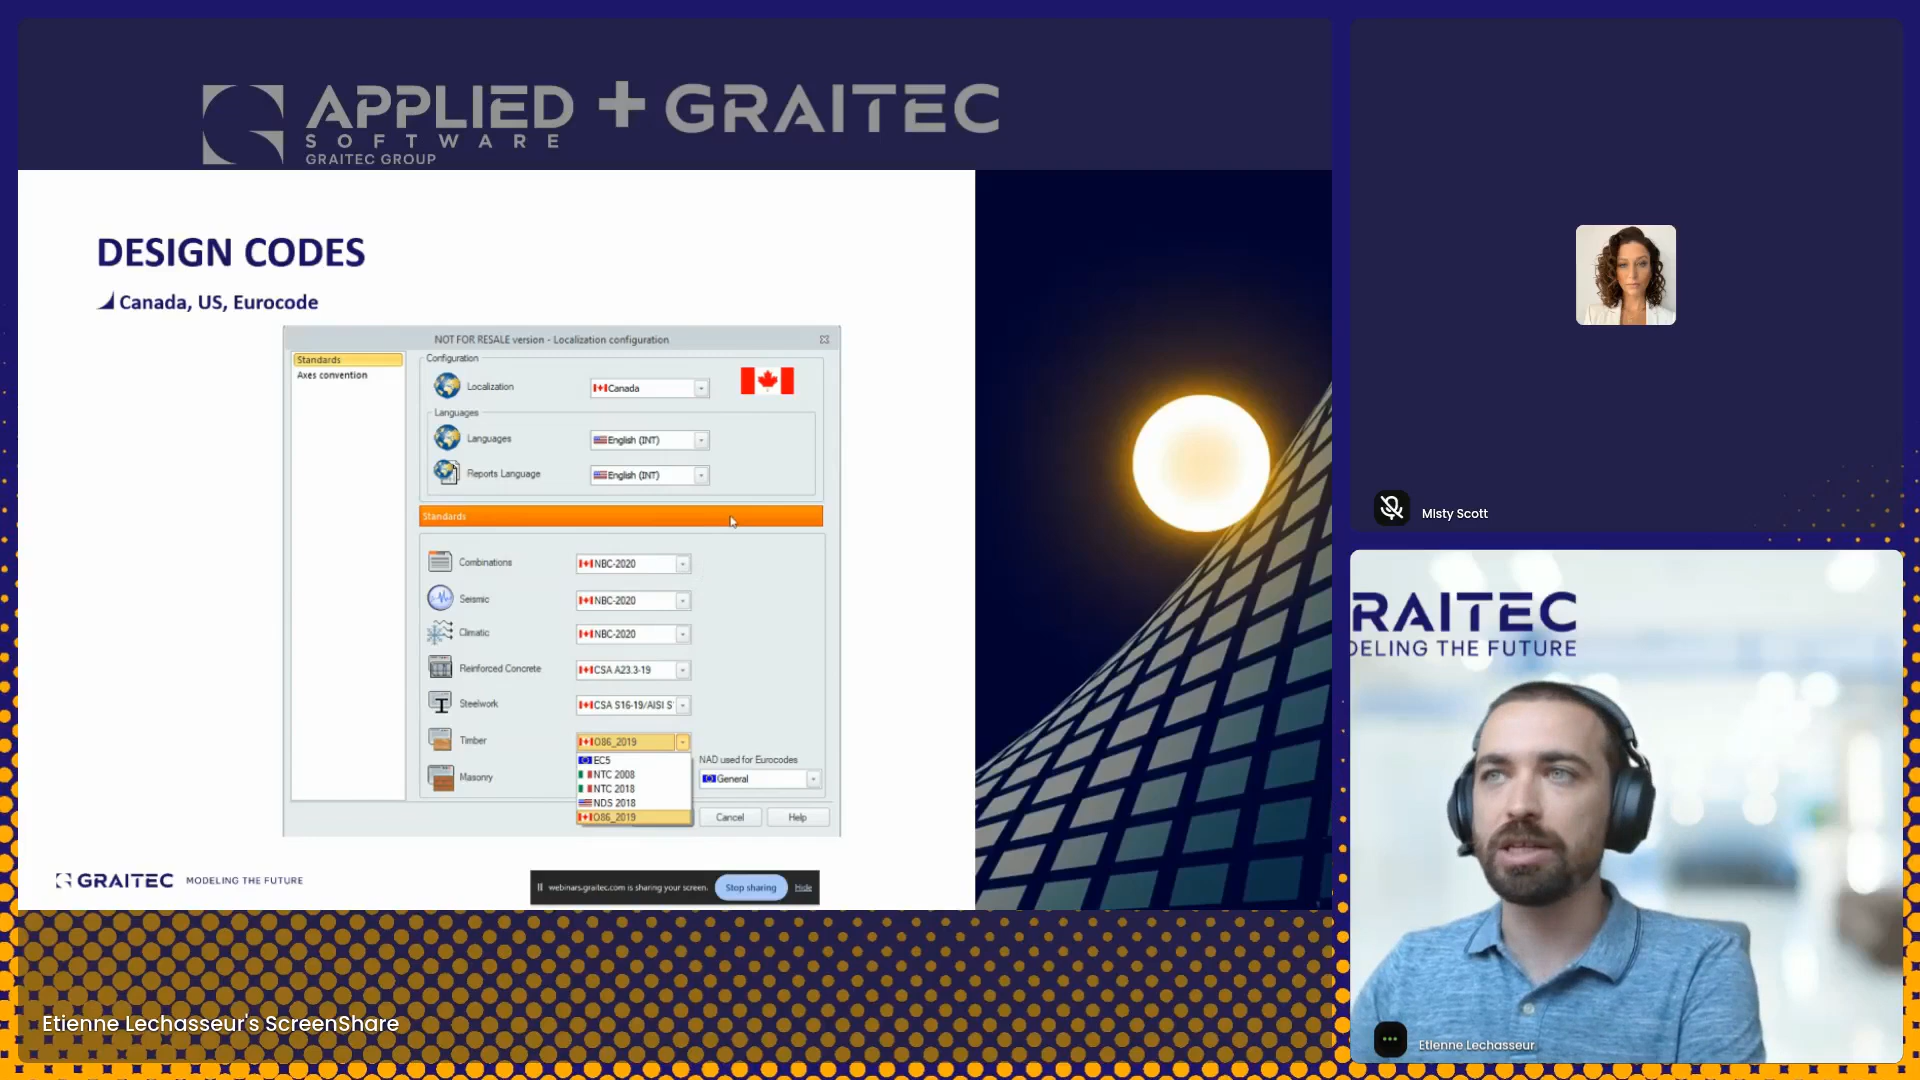 APPLIED + GRAITEC
SOFTWARE
GRAITEC GROUP
DESIGN CODES
Canada, US, Eurocode
NOT FOR RESALE version - Localization configuration
Standards
Axes convention
Configuration
Localization
Canada
Languages
Languages
English (INT)
Reports Language
English (INT)
Standards
Combinations
NBC-2020
Seismic
NBC-2020
Climatic
NBC-2020
Reinforced Concrete
CSA A23.3-19
Steelwork
CSA S16-19/AISI S
Timber
O86_2019
EC5
NTC 2008
NTC 2018
NDS 2018
O86_2019
Masonry
NAD used for Eurocodes
General
Cancel
Help
GRAITEC MODELING THE FUTURE
webinars.graitec.com is sharing your screen.
Stop sharing
Hide
Etienne Lechasseur's ScreenShare
Misty Scott
RAITEC
DELING THE FUTURE
Etienne Lechasseur